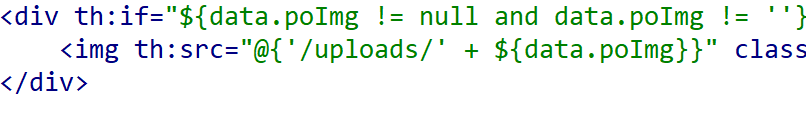 <div th:if="${data.poImg != null and data.poImg != ''}
<img th:src="@{'/uploads/' + ${data.poImg}}" class
</div>